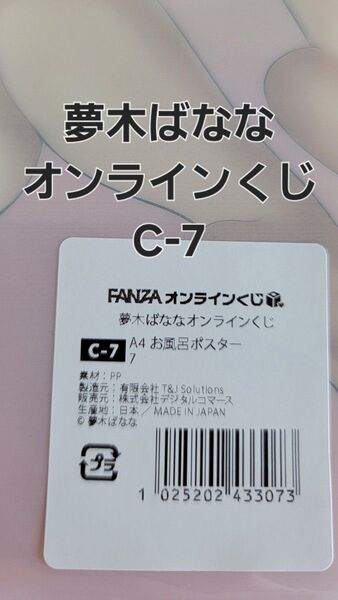 夢木ばなな
オンラインくじ
C-7
FANZA オンラインくじ
夢木ばななオンラインくじ
C-7 A4 お風呂ポスター
7
素材：PP
製造元：有限会社 T&J Solutions
販売元：株式会社デジタルコマース
生産地：日本／MADE IN JAPAN
© 夢木ばなな
プラ
1 025202 433073